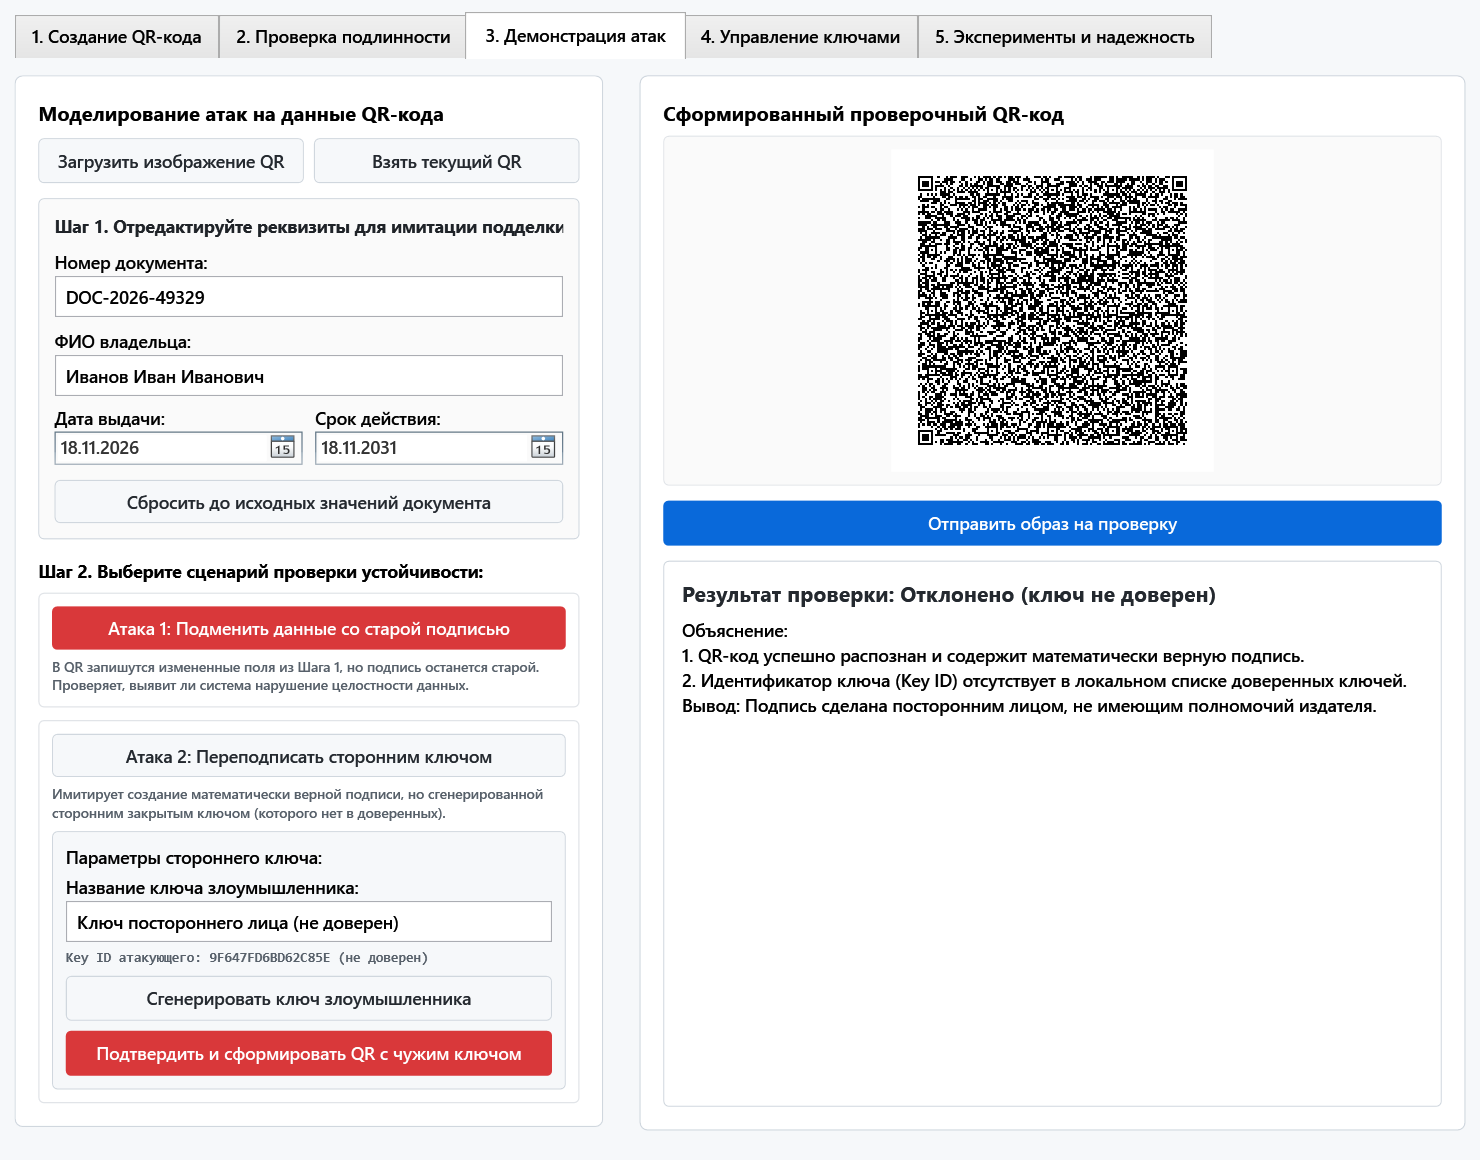 1. Создание QR-кода
2. Проверка подлинности
3. Демонстрация атак
4. Управление ключами
5. Эксперименты и надежность
Моделирование атак на данные QR-кода
Загрузить изображение QR
Взять текущий QR
Шаг 1. Отредактируйте реквизиты для имитации подделки
Номер документа:
DOC-2026-49329
ФИО владельца:
Иванов Иван Иванович
Дата выдачи:
Срок действия:
18.11.2026
15
18.11.2031
15
Сбросить до исходных значений документа
Шаг 2. Выберите сценарий проверки устойчивости:
Атака 1: Подменить данные со старой подписью
В QR запишутся измененные поля из Шага 1, но подпись останется старой.
Проверяет, выявит ли система нарушение целостности данных.
Атака 2: Переподписать сторонним ключом
Имитирует создание математически верной подписи, но сгенерированной
сторонним закрытым ключом (которого нет в доверенных).
Параметры стороннего ключа:
Название ключа злоумышленника:
Ключ постороннего лица (не доверен)
Key ID атакующего: 9F647FD6BD62C85E (не доверен)
Сгенерировать ключ злоумышленника
Подтвердить и сформировать QR с чужим ключом
Сформированный проверочный QR-код
Отправить образ на проверку
Результат проверки: Отклонено (ключ не доверен)
Объяснение:
1. QR-код успешно распознан и содержит математически верную подпись.
2. Идентификатор ключа (Key ID) отсутствует в локальном списке доверенных ключей.
Вывод: Подпись сделана посторонним лицом, не имеющим полномочий издателя.